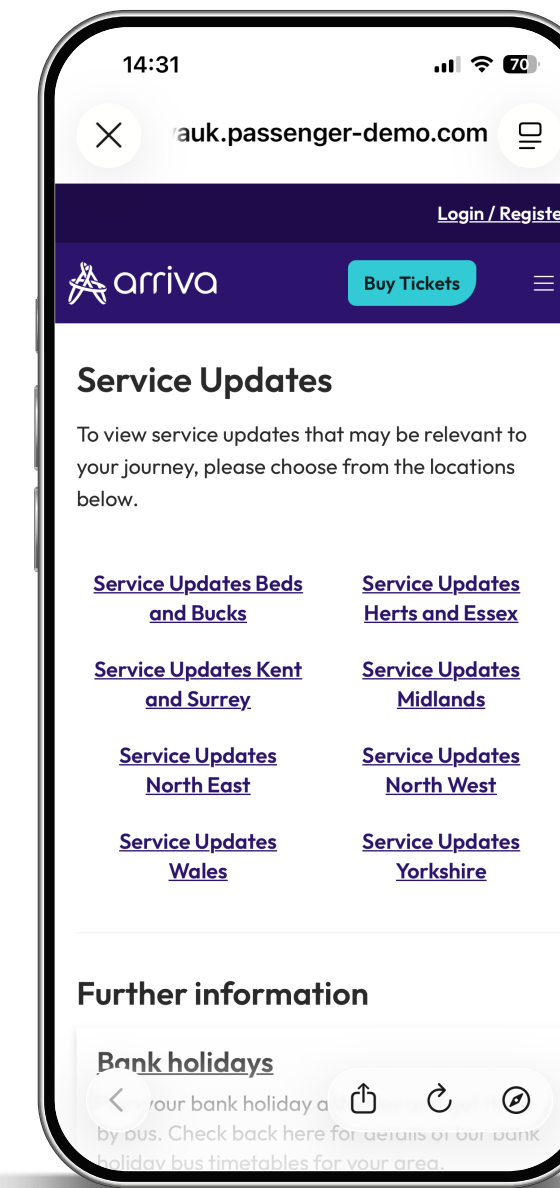 14:31
70
auk.passenger-demo.com
Login / Registe
arriva
Buy Tickets
Service Updates
To view service updates that may be relevant to
your journey, please choose from the locations
below.
Service Updates Beds
and Bucks
Service Updates
Herts and Essex
Service Updates Kent
and Surrey
Service Updates
Midlands
Service Updates
North East
Service Updates
North West
Service Updates
Wales
Service Updates
Yorkshire
Further information
Bank holidays
your bank holiday a
by bus. Check back here for details of our bank
holiday bus timetables for your area.